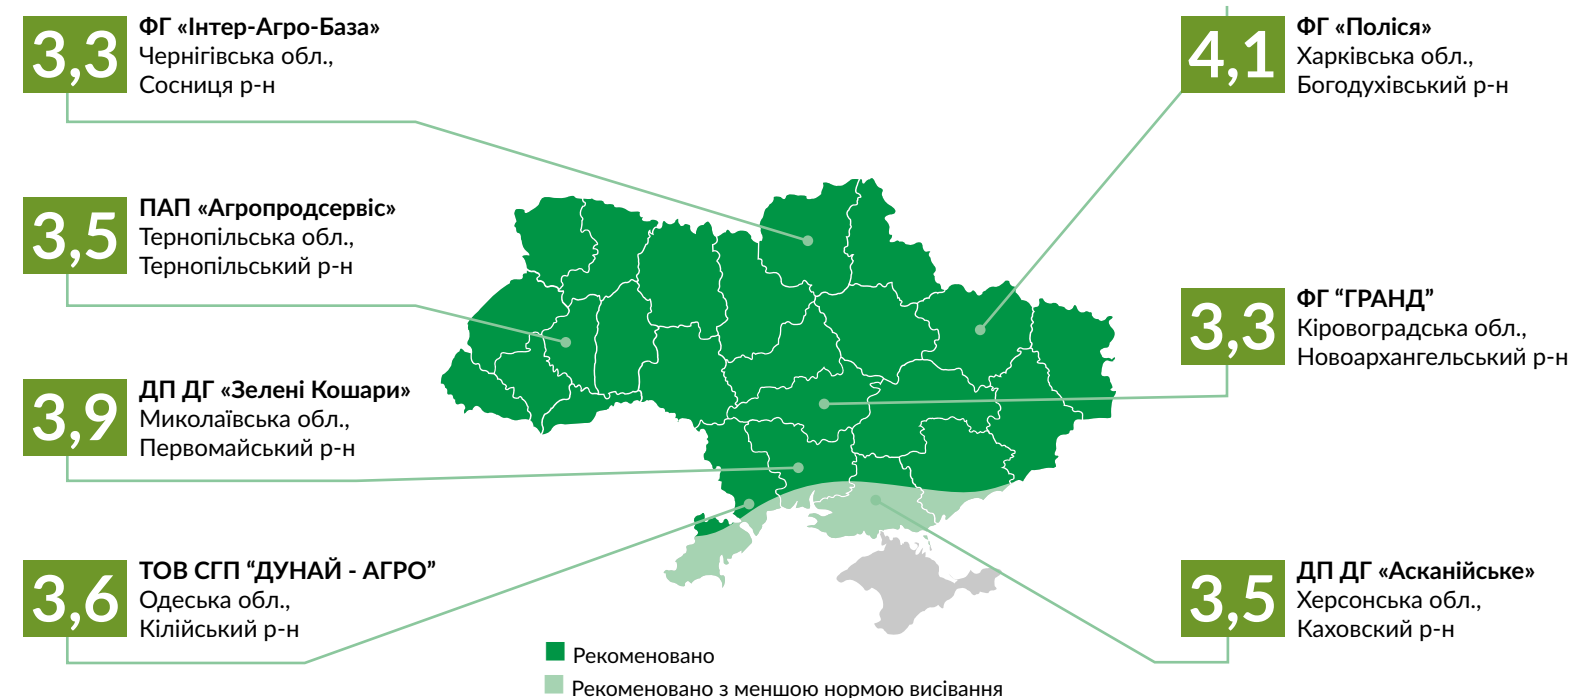 3,3
ФГ «Інтер-Агро-База»
Чернігівська обл.,
Сосниця р-н
3,5
ПАП «Агропродсервіс»
Тернопільська обл.,
Тернопільський р-н
3,9
ДП ДГ «Зелені Кошари»
Миколаївська обл.,
Первомайський р-н
3,6
ТОВ СГП “ДУНАЙ - АГРО”
Одеська обл.,
Кілійський р-н
4,1
ФГ «Поліся»
Харківська обл.,
Богодухівський р-н
3,3
ФГ “ГРАНД”
Кіровоградська обл.,
Новоархангельський р-н
3,5
ДП ДГ «Асканійське»
Херсонська обл.,
Каховский р-н
Рекоменовано
Рекоменовано з меншою нормою висівання